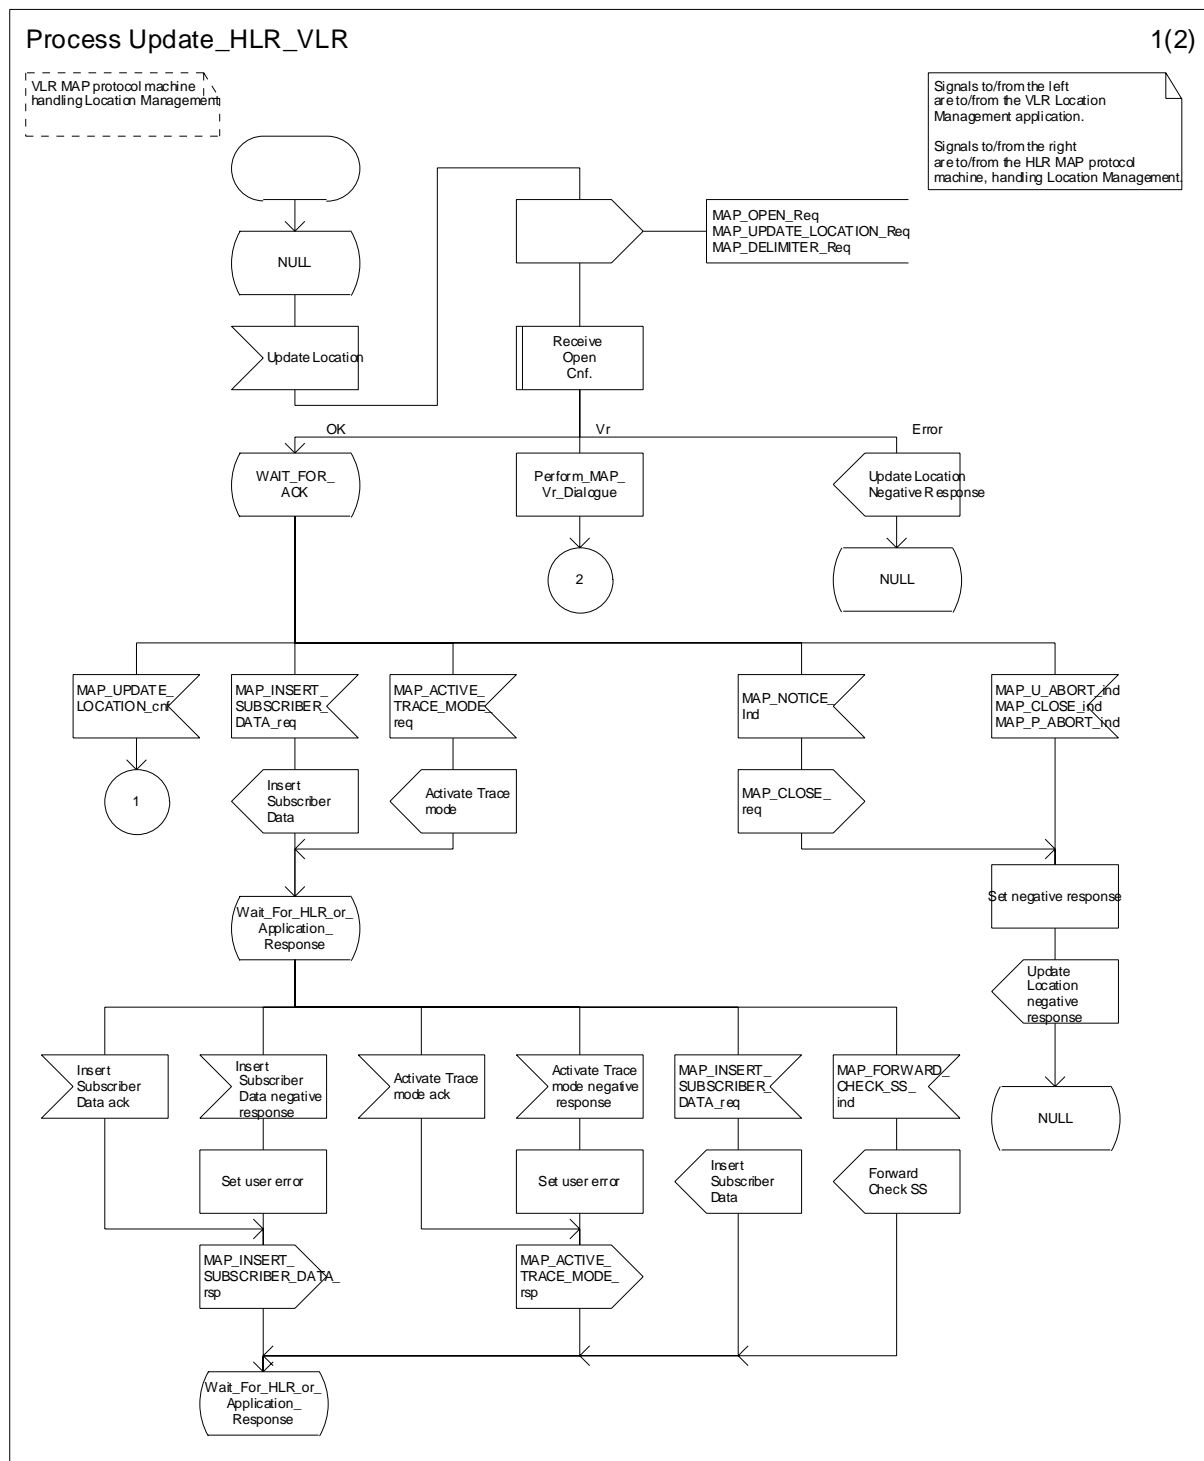 Process Update_HLR_VLR
1(2)
VLR MAP protocol machine
handling Location Management
Signals to/from the left
are to/from the VLR Location
Management application.
Signals to/from the right
are to/from the HLR MAP protocol
machine, handling Location Management.
MAP_OPEN_Req
MAP_UPDATE_LOCATION_Req
MAP_DELIMITER_Req
NULL
Update Location
Receive
Open
Cnf.
OK
Vr
Error
WAIT_FOR_
ACK
Perform_MAP_
Vr_Dialogue
Update Location
Negative Response
2
NULL
MAP_UPDATE_
LOCATION_cnf
MAP_INSERT_
SUBSCRIBER_
DATA_req
MAP_ACTIVE_
TRACE_MODE_
req
MAP_NOTICE_
Ind
MAP_U_ABORT_ind
MAP_CLOSE_ind
MAP_P_ABORT_ind
1
Insert
Subscriber
Data
Activate Trace
mode
MAP_CLOSE_
req
Set negative response
Wait_For_HLR_or_
Application_
Response
Update
Location
negative
response
Insert
Subscriber
Data ack
Insert
Subscriber
Data negative
response
Activate Trace
mode ack
Activate Trace
mode negative
response
MAP_INSERT_
SUBSCRIBER_
DATA_req
MAP_FORWARD_
CHECK_SS_
ind
NULL
Set user error
Set user error
Insert
Subscriber
Data
Forward
Check SS
MAP_INSERT_
SUBSCRIBER_DATA_
rsp
MAP_ACTIVE_
TRACE_MODE_
rsp
Wait_For_HLR_or_
Application_
Response